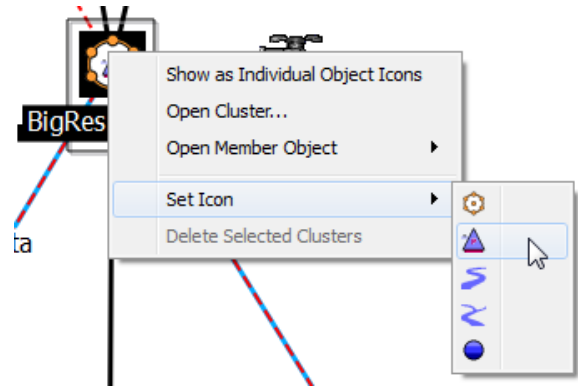 Show as Individual Object Icons
BigRes
Open Cluster...
Open Member Object
Set Icon
ta
Delete Selected Clusters